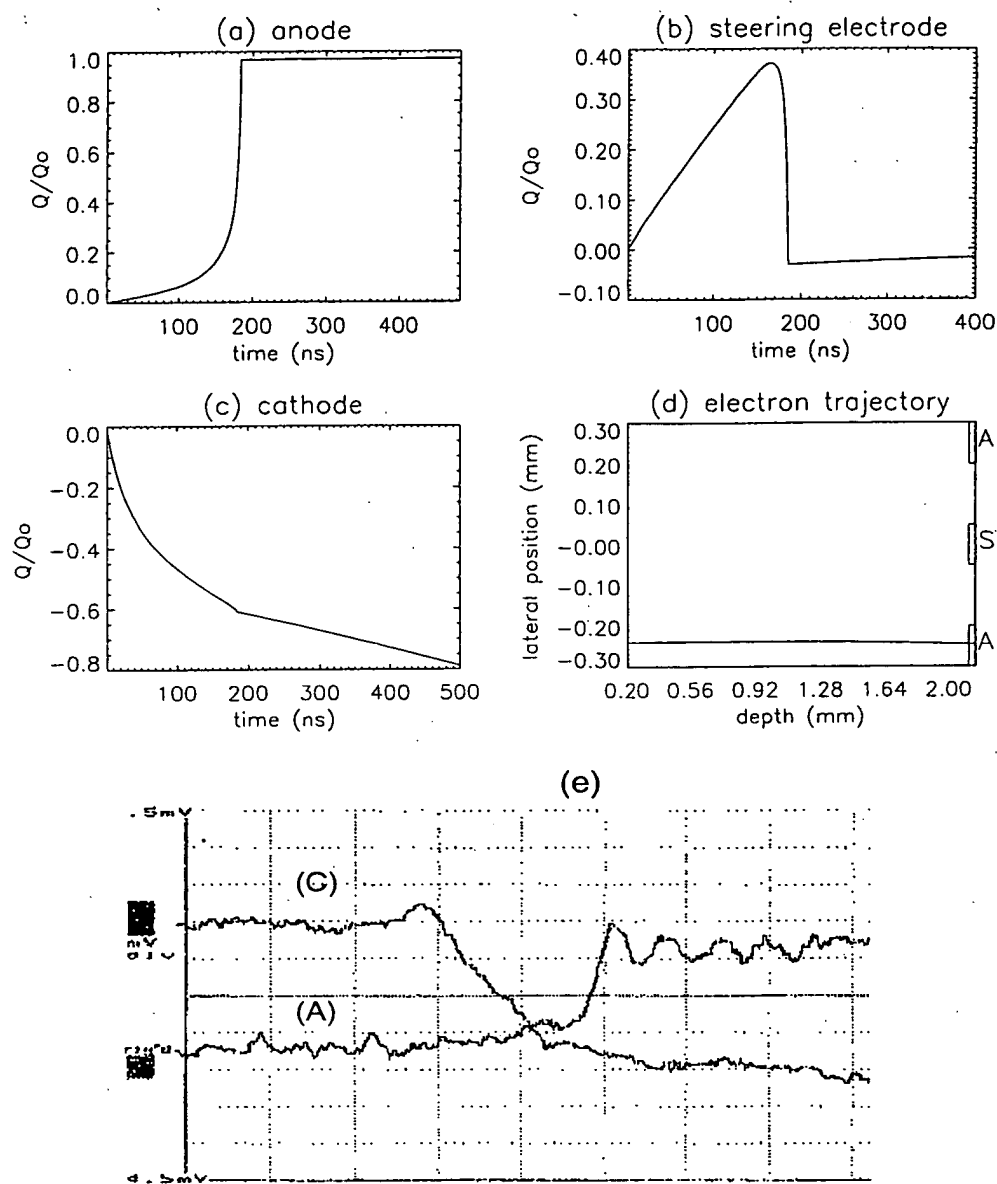 (a) anode
1.0
0.8
0.6
0.4
0.2
0.0
Q/Qo
100 200 300 400
time (ns)
(b) steering electrode
0.40
0.30
0.20
0.10
0.00
−0.10
Q/Qo
100 200 300 400
time (ns)
(c) cathode
0.0
−0.2
−0.4
−0.6
−0.8
Q/Qo
100 200 300 400 500
time (ns)
(d) electron trajectory
0.30
0.20
0.10
−0.00
−0.10
−0.20
−0.30
lateral position (mm)
A
S
A
0.20 0.56 0.92 1.28 1.64 2.00
depth (mm)
(e)
.5mV
(C)
(A)
4.5mV